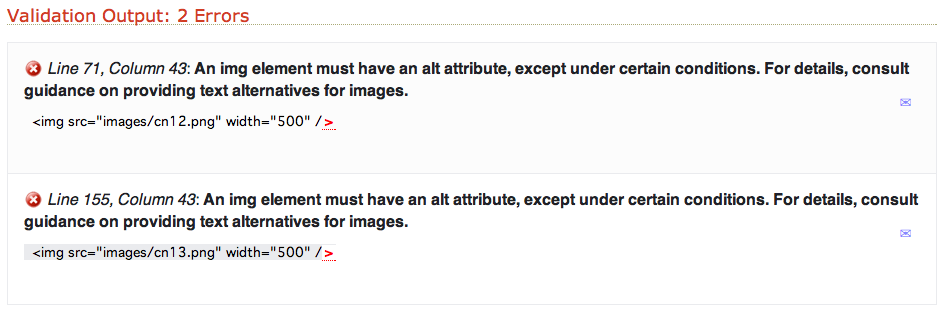 Validation Output: 2 Errors
Line 71, Column 43: An img element must have an alt attribute, except under certain conditions. For details, consult
guidance on providing text alternatives for images.
<img src="images/cn12.png" width="500" />
Line 155, Column 43: An img element must have an alt attribute, except under certain conditions. For details, consult
guidance on providing text alternatives for images.
<img src="images/cn13.png" width="500" />